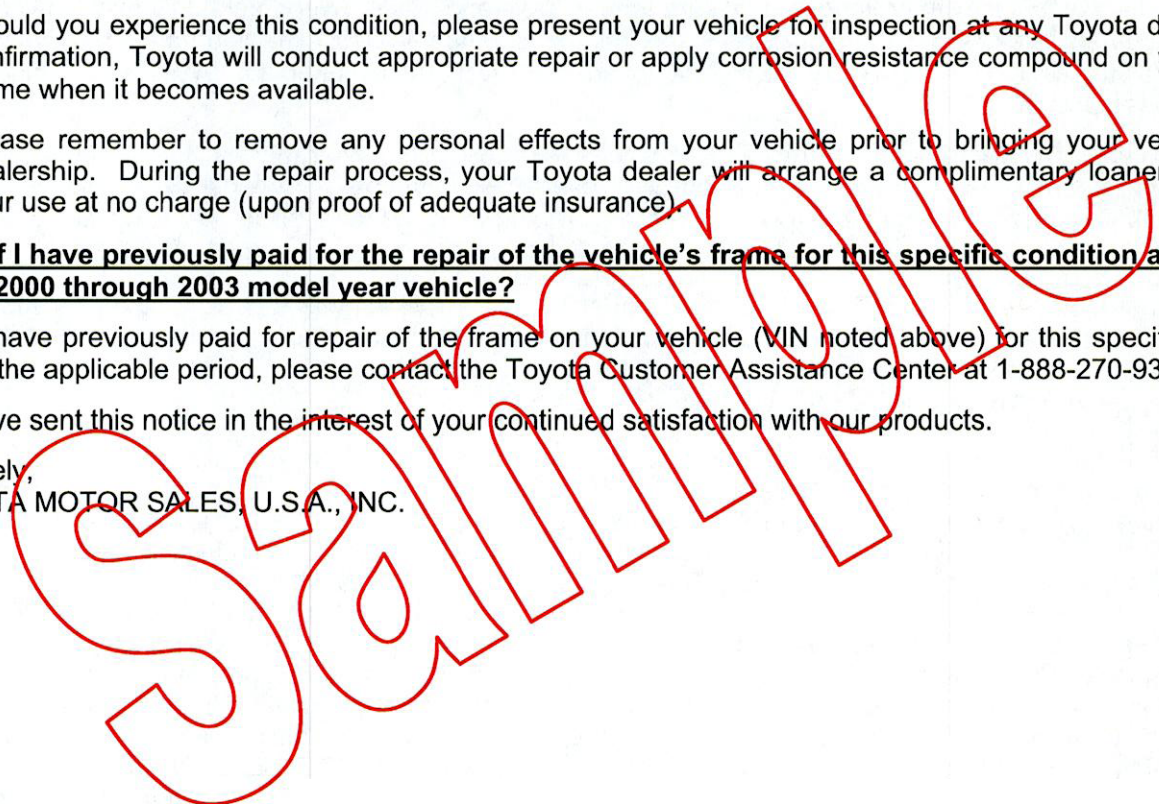 ould you experience this condition, please present your vehicle for inspection at any Toyota d
nfirmation, Toyota will conduct appropriate repair or apply corrosion resistance compound on
me when it becomes available.
ase remember to remove any personal effects from your vehicle prior to bringing your ve
alership. During the repair process, your Toyota dealer will arrange a complimentary loaner
ur use at no charge (upon proof of adequate insurance).
f I have previously paid for the repair of the vehicle's frame for this specific condition a
2000 through 2003 model year vehicle?
have previously paid for repair of the frame on your vehicle (VIN noted above) for this specif
the applicable period, please contact the Toyota Customer Assistance Center at 1-888-270-93
ve sent this notice in the interest of your continued satisfaction with our products.
ely,
TA MOTOR SALES, U.S.A., INC.
Sample